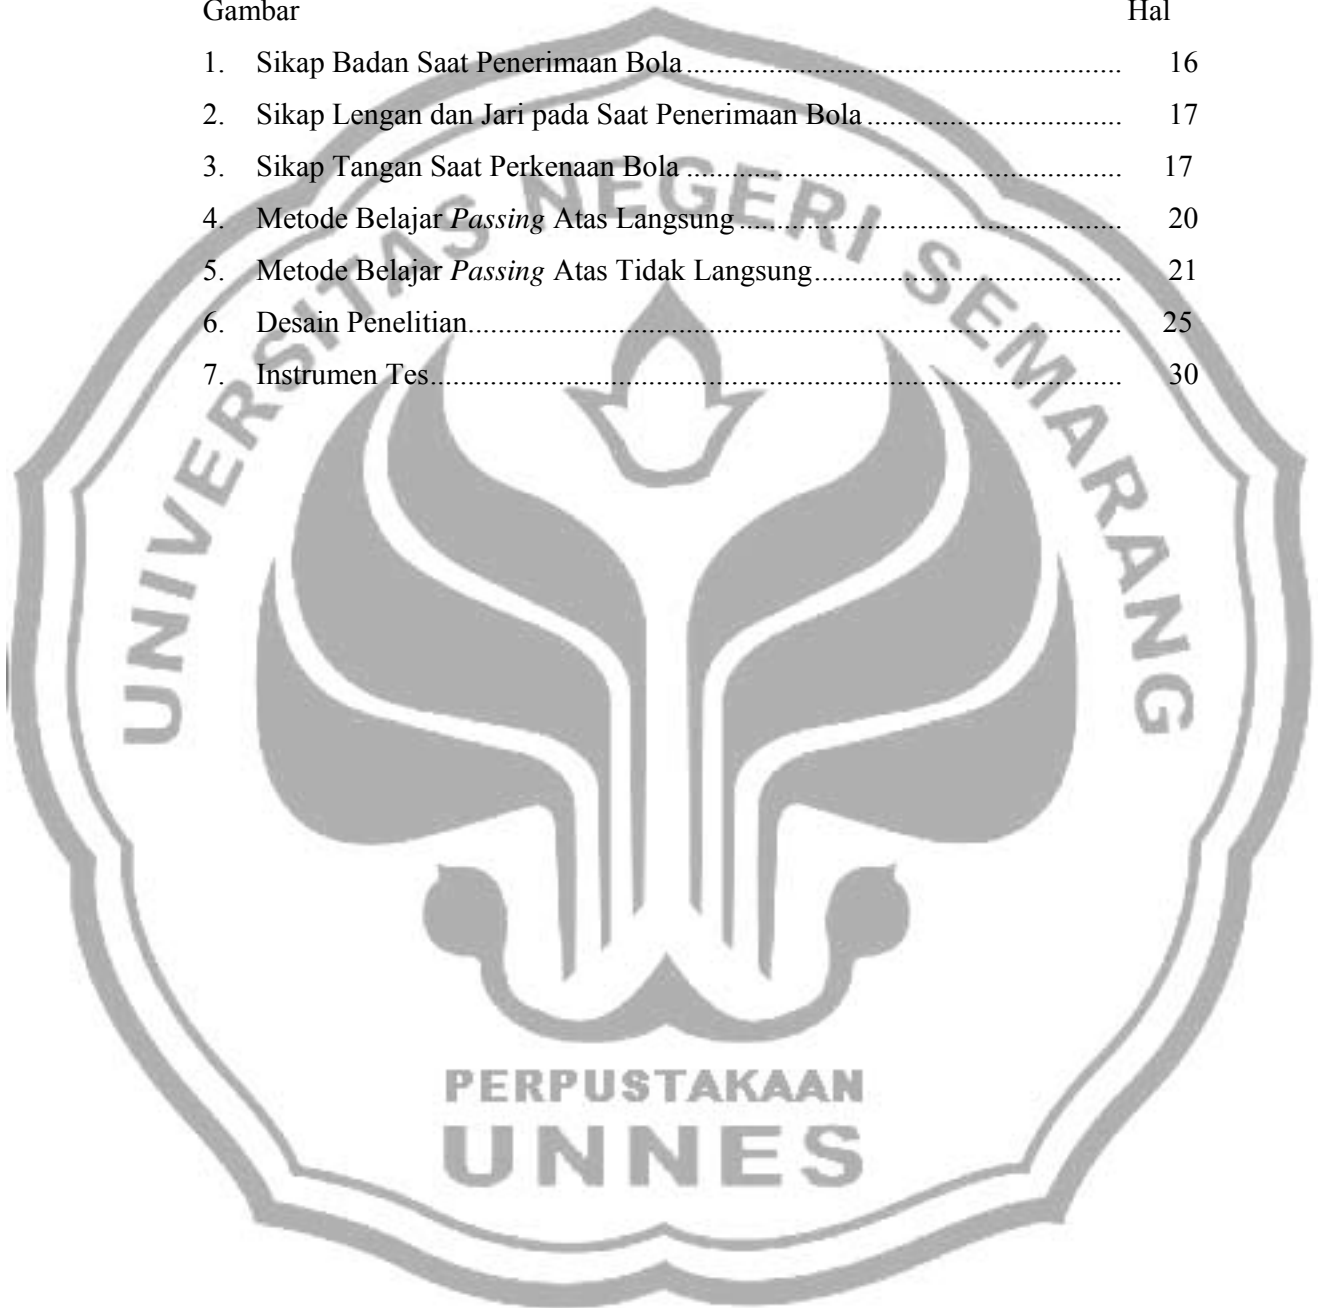 Gambar Hal
1. Sikap Badan Saat Penerimaan Bola ............................................................. 16
2. Sikap Lengan dan Jari pada Saat Penerimaan Bola .................................... 17
3. Sikap Tangan Saat Perkenaan Bola ............................................................. 17
4. Metode Belajar Passing Atas Langsung ...................................................... 20
5. Metode Belajar Passing Atas Tidak Langsung............................................ 21
6. Desain Penelitian............................................................................................ 25
7. Instrumen Tes................................................................................................. 30
UNIVERSITAS NEGERI SEMARANG
PERPUSTAKAAN
UNNES